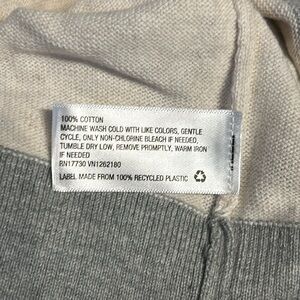 100% COTTON
MACHINE WASH COLD WITH LIKE COLORS, GENTLE
CYCLE, ONLY NON-CHLORINE BLEACH IF NEEDED,
TUMBLE DRY LOW, REMOVE PROMPTLY, WARM IRON
IF NEEDED
RN17730 VN1262180
LABEL MADE FROM 100% RECYCLED PLASTIC